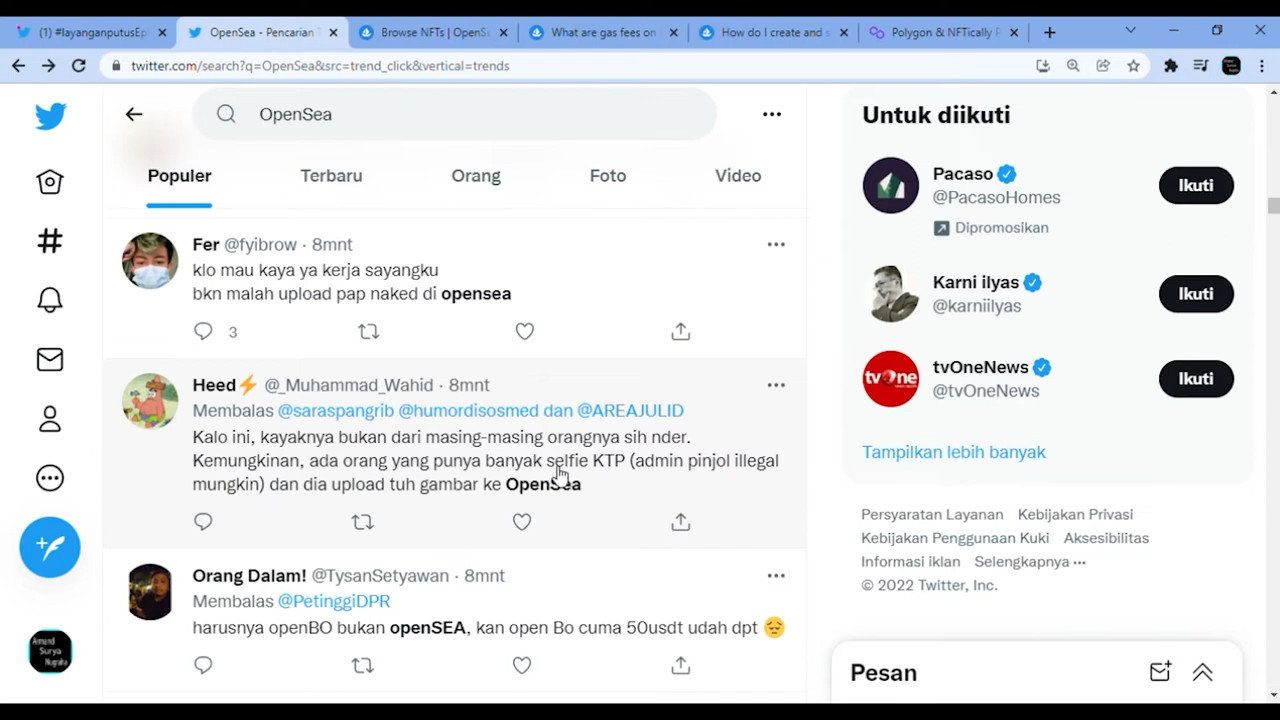 (1) #layanganputusEp
OpenSea - Pencarian
Browse NFTs | OpenSe
What are gas fees on
How do I create and s
Polygon & NFTically P
twitter.com/search?q=OpenSea&src=trend_click&vertical=trends
OpenSea
Populer
Terbaru
Orang
Foto
Video
Fer @fyibrow · 8mnt
klo mau kaya ya kerja sayangku
bkn malah upload pap naked di opensea
3
Heed⚡ @_Muhammad_Wahid · 8mnt
Membalas @saraspangrib @humordisosmed dan @AREAJULID
Kalo ini, kayaknya bukan dari masing-masing orangnya sih nder.
Kemungkinan, ada orang yang punya banyak selfie KTP (admin pinjol illegal
mungkin) dan dia upload tuh gambar ke OpenSea
Orang Dalam! @TysanSetyawan · 8mnt
Membalas @PetinggiDPR
harusnya openBO bukan openSEA, kan open Bo cuma 50usdt udah dpt 😔
Armand
Surya
Nugraha
Untuk diikuti
Pacaso
@PacasoHomes
Dipromosikan
Ikuti
Karni ilyas
@karniilyas
Ikuti
tvOne
tvOneNews
@tvOneNews
Ikuti
Tampilkan lebih banyak
Persyaratan Layanan Kebijakan Privasi
Kebijakan Penggunaan Kuki Aksesibilitas
Informasi iklan Selengkapnya ···
© 2022 Twitter, Inc.
Pesan